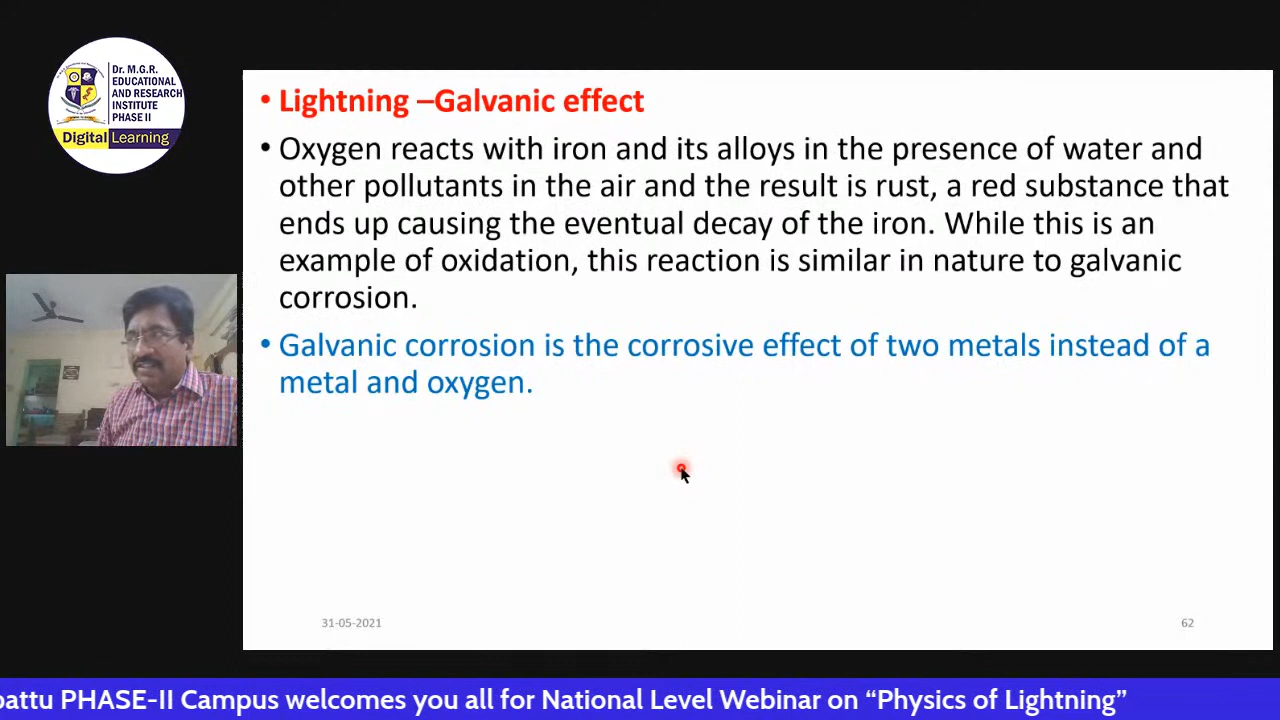 Dr. M.G.R.
EDUCATIONAL
AND RESEARCH
INSTITUTE
PHASE II
Digital Learning
• Lightning –Galvanic effect
• Oxygen reacts with iron and its alloys in the presence of water and
other pollutants in the air and the result is rust, a red substance that
ends up causing the eventual decay of the iron. While this is an
example of oxidation, this reaction is similar in nature to galvanic
corrosion.
• Galvanic corrosion is the corrosive effect of two metals instead of a
metal and oxygen.
31-05-2021
62
pattu PHASE-II Campus welcomes you all for National Level Webinar on “Physics of Lightning”